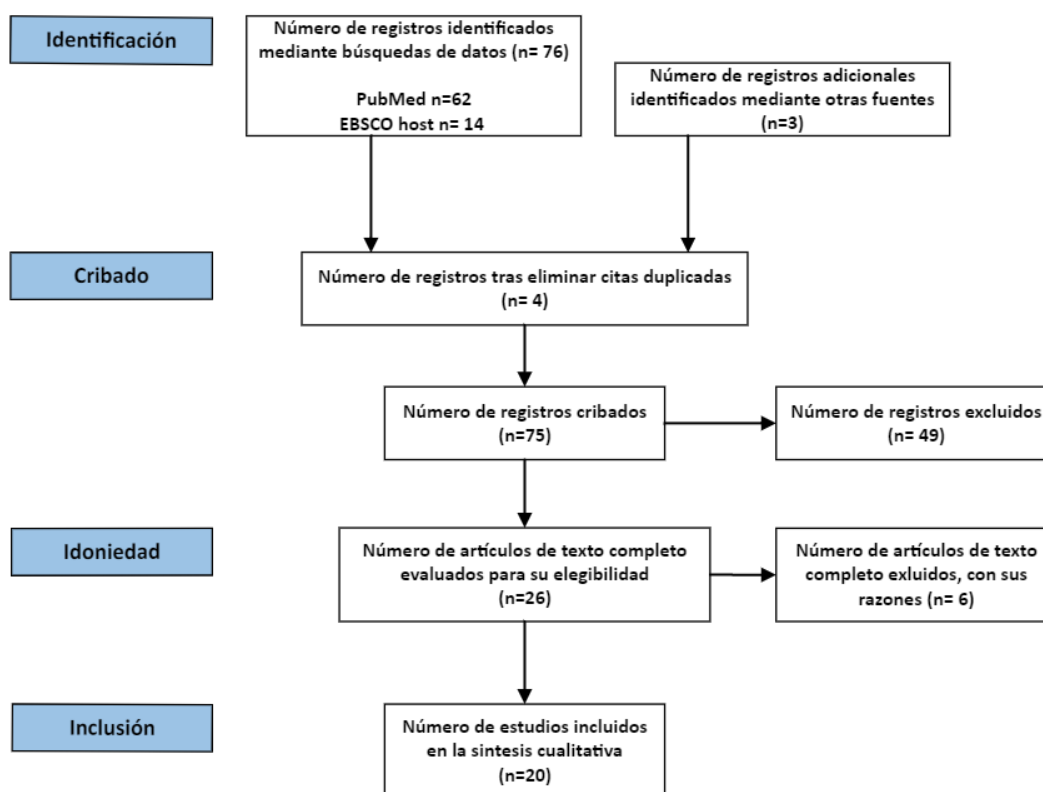 Identificación
Número de registros identificados
mediante búsquedas de datos (n= 76)
PubMed n=62
EBSCO host n= 14
Número de registros adicionales
identificados mediante otras fuentes
(n=3)
Cribado
Número de registros tras eliminar citas duplicadas
(n= 4)
Número de registros cribados
(n=75)
Número de registros excluidos
(n= 49)
Idoniedad
Número de artículos de texto completo
evaluados para su elegibilidad
(n=26)
Número de artículos de texto
completo exluidos, con sus
razones (n= 6)
Inclusión
Número de estudios incluidos
en la sintesis cualitativa
(n=20)